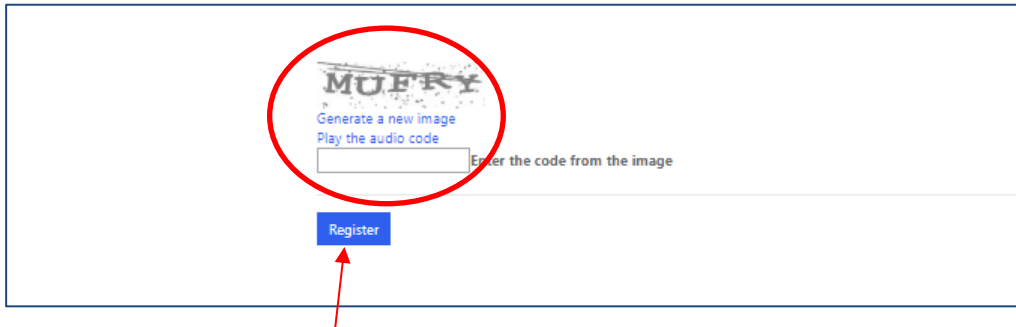 MUFRY
Generate a new image
Play the audio code
Enter the code from the image
Register